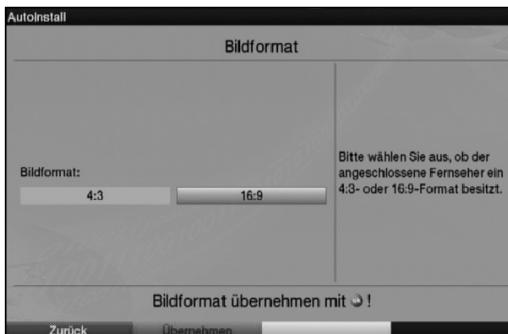 AutoInstall
Bildformat
Bildformat:
4:3 16:9
Bitte wählen Sie aus, ob der
angeschlossene Fernseher ein
4:3- oder 16:9-Format besitzt.
Bildformat übernehmen mit !
Zurück Übernehmen